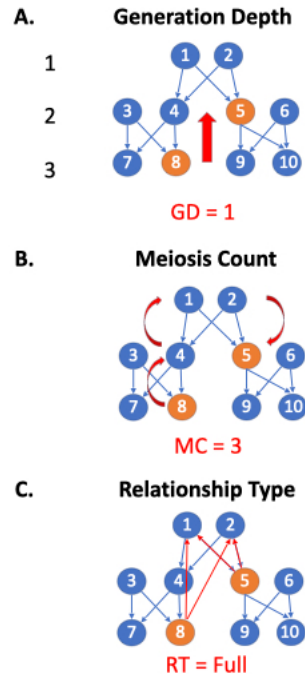 A. Generation Depth
1 1 2
2 3 4 5 6
3 7 8 9 10
GD = 1
B. Meiosis Count
1 2
3 4 5 6
7 8 9 10
MC = 3
C. Relationship Type
1 2
3 4 5 6
7 8 9 10
RT = Full